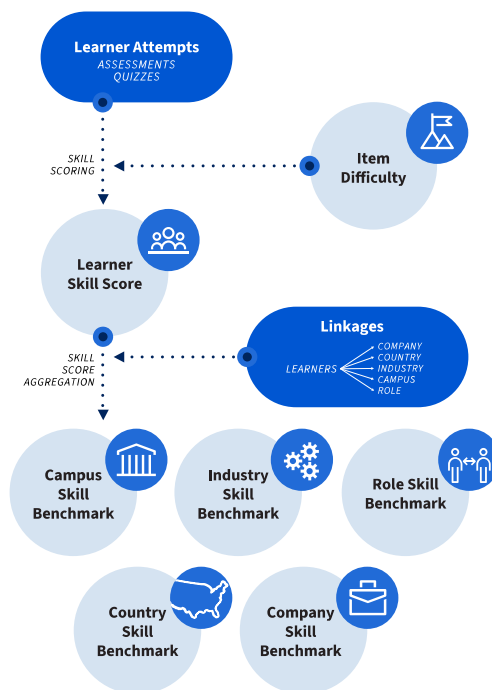 Learner Attempts
ASSESSMENTS
QUIZZES
SKILL
SCORING
Item
Difficulty
Learner
Skill Score
Linkages
LEARNERS
COMPANY
COUNTRY
INDUSTRY
CAMPUS
ROLE
SKILL
SCORE
AGGREGATION
Campus
Skill
Benchmark
Industry
Skill
Benchmark
Role Skill
Benchmark
Country
Skill
Benchmark
Company
Skill
Benchmark